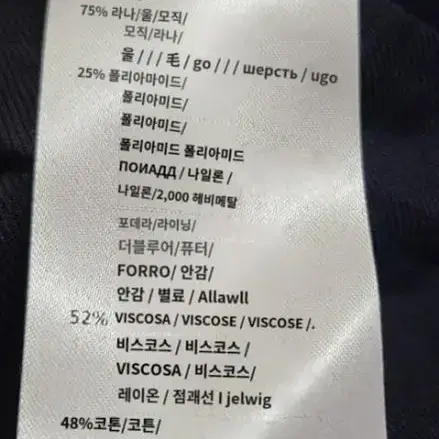 75% 라나/울/모직/
모직/라나/
울 / / / 毛 / go / / / шерсть / ugo
25% 폴리아마이드/
폴리아미드/
폴리아미드/
폴리아미드 폴리아미드
ПОИАДД / 나일론 /
나일론/2,000 헤비메탈
포데라/라이닝/
더블루어/퓨터/
FORRO/ 안감/
안감 / 별료 / Allawll
52% VISCOSA / VISCOSE / VISCOSE /.
비스코스 / 비스코스 /
VISCOSA / 비스코스/
레이온 / 점괘선 I jelwig
48%코튼/코튼/